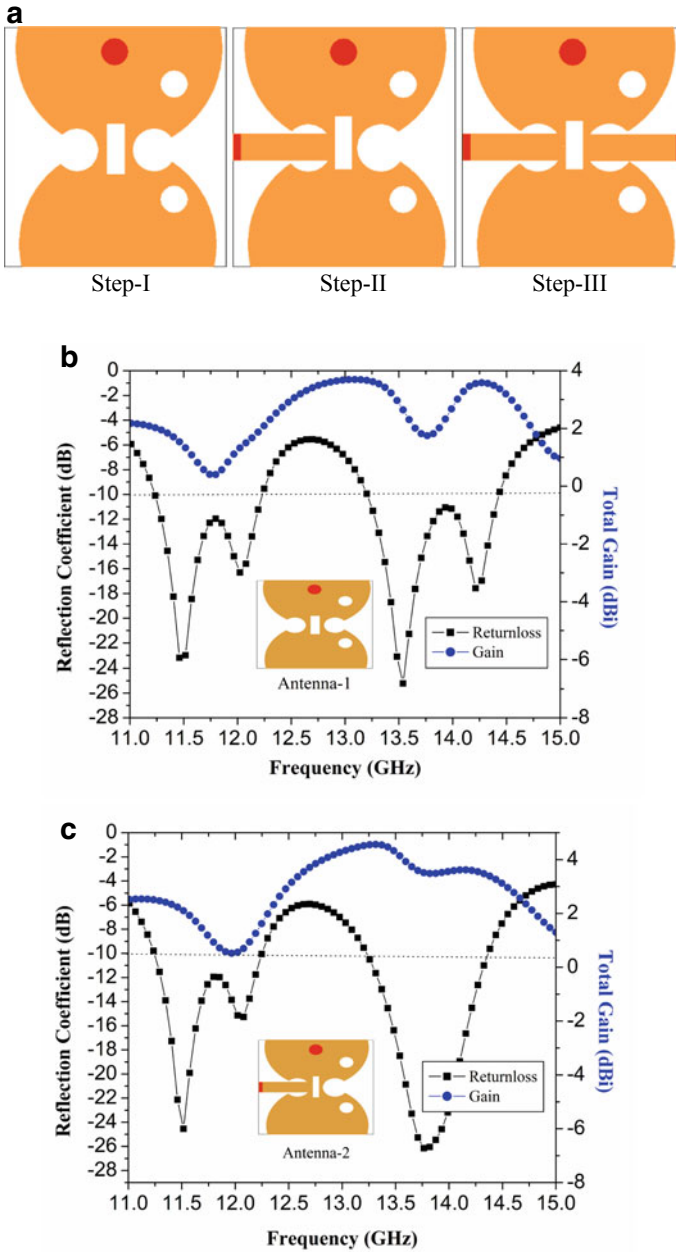 a
Step-I Step-II Step-III
b
0
-2
-4
-6
-8
-10
-12
-14
-16
-18
-20
-22
-24
-26
-28
Reflection Coefficient (dB)
4
2
0
-2
-4
-6
-8
Total Gain (dBi)
Returnloss
Gain
Antenna-1
11.0 11.5 12.0 12.5 13.0 13.5 14.0 14.5 15.0
Frequency (GHz)
c
0
-2
-4
-6
-8
-10
-12
-14
-16
-18
-20
-22
-24
-26
-28
Reflection Coefficient (dB)
4
2
0
-2
-4
-6
-8
Total Gain (dBi)
Returnloss
Gain
Antenna-2
11.0 11.5 12.0 12.5 13.0 13.5 14.0 14.5 15.0
Frequency (GHz)